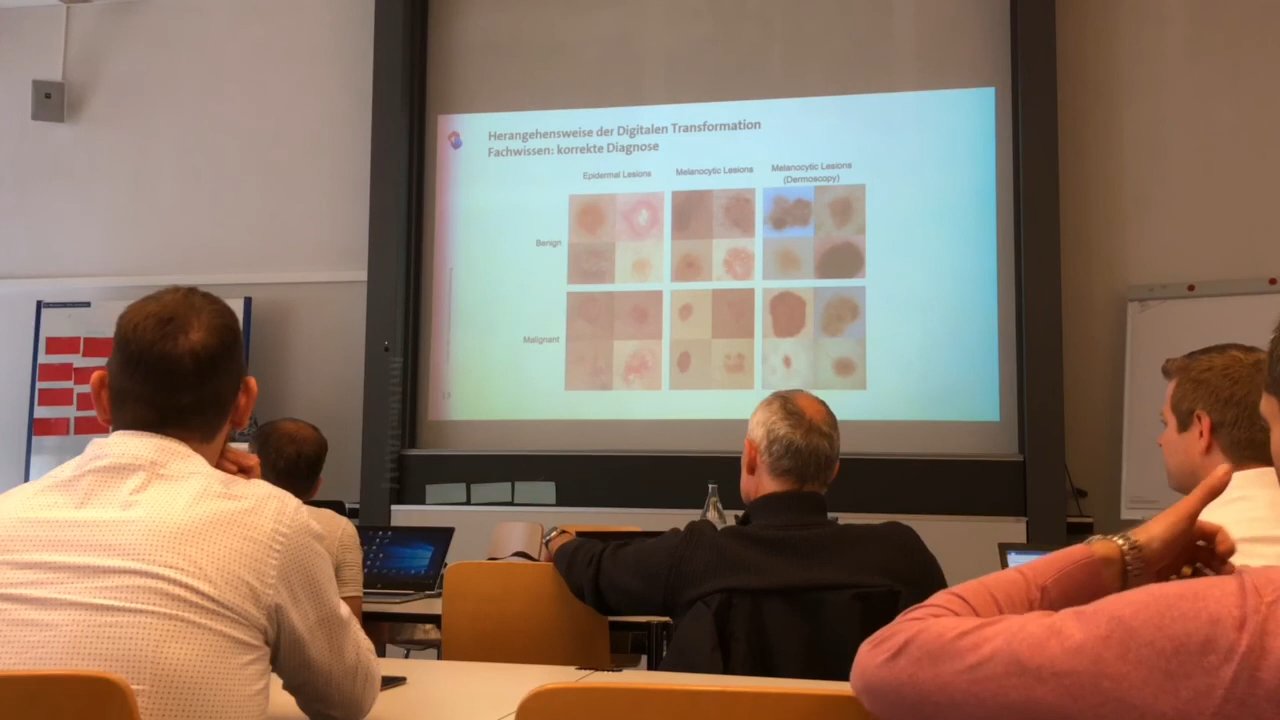 Herangehensweise der Digitalen Transformation
Fachwissen: korrekte Diagnose
Epidermal Lesions
Melanocytic Lesions
Melanocytic Lesions
(Dermoscopy)
Benign
Malignant